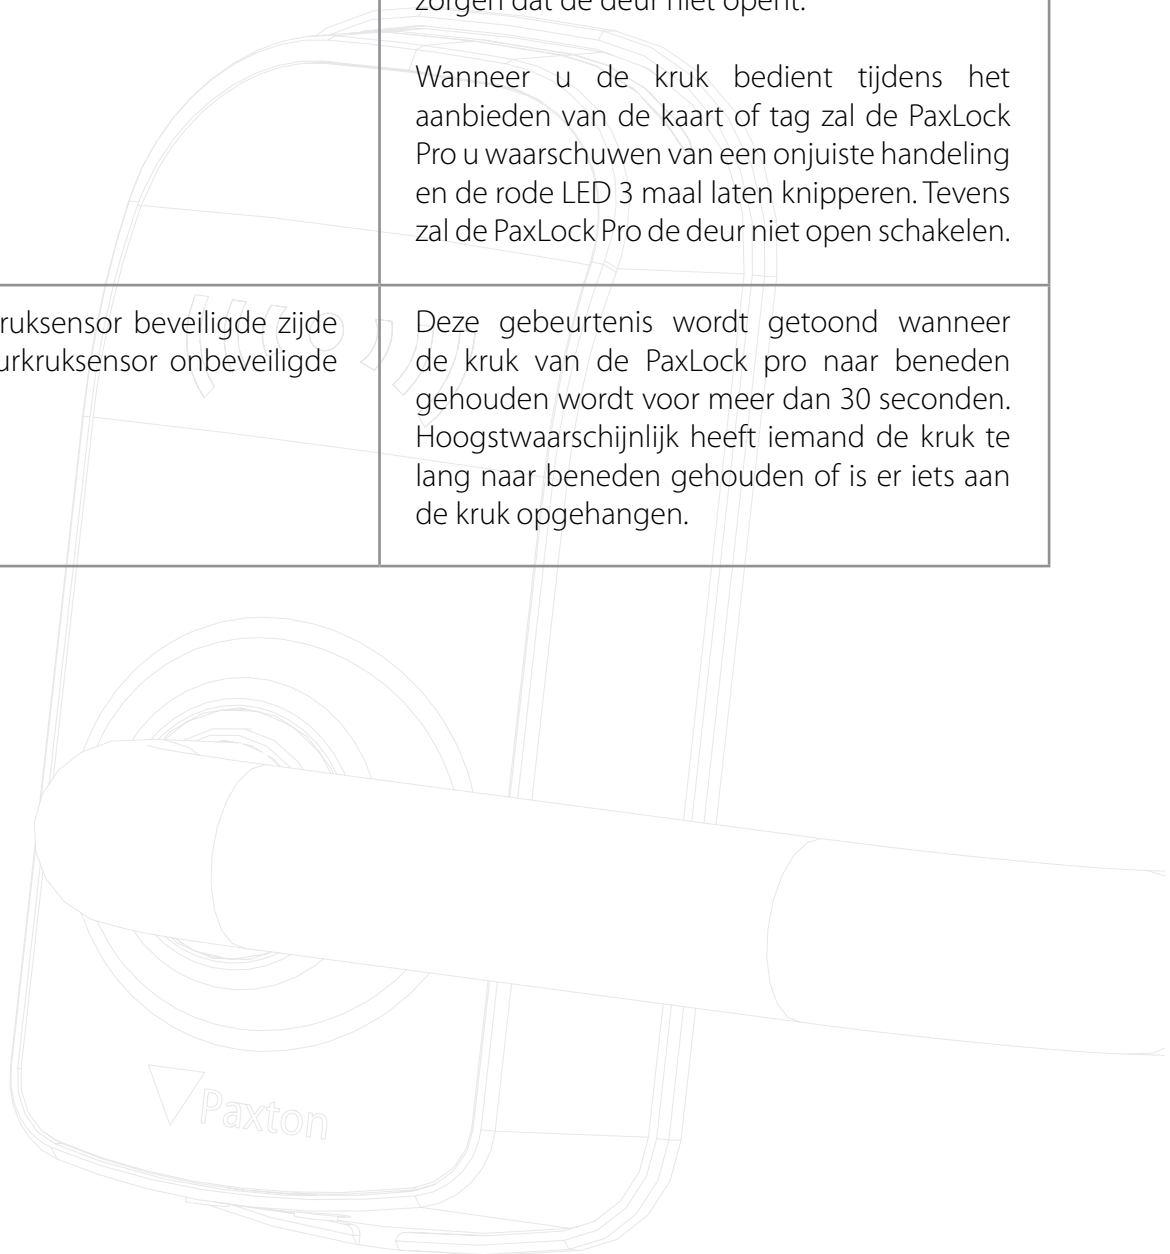 zorgen dat de deur niet opent.
Wanneer u de kruk bedient tijdens het
aanbieden van de kaart of tag zal de PaxLock
Pro u waarschuwen van een onjuiste handeling
en de rode LED 3 maal laten knipperen. Tevens
zal de PaxLock Pro de deur niet open schakelen.
ruksensor beveiligde zijde
urkruksensor onbeveiligde
Deze gebeurtenis wordt getoond wanneer
de kruk van de PaxLock pro naar beneden
gehouden wordt voor meer dan 30 seconden.
Hoogstwaarschijnlijk heeft iemand de kruk te
lang naar beneden gehouden of is er iets aan
de kruk opgehangen.
Paxton